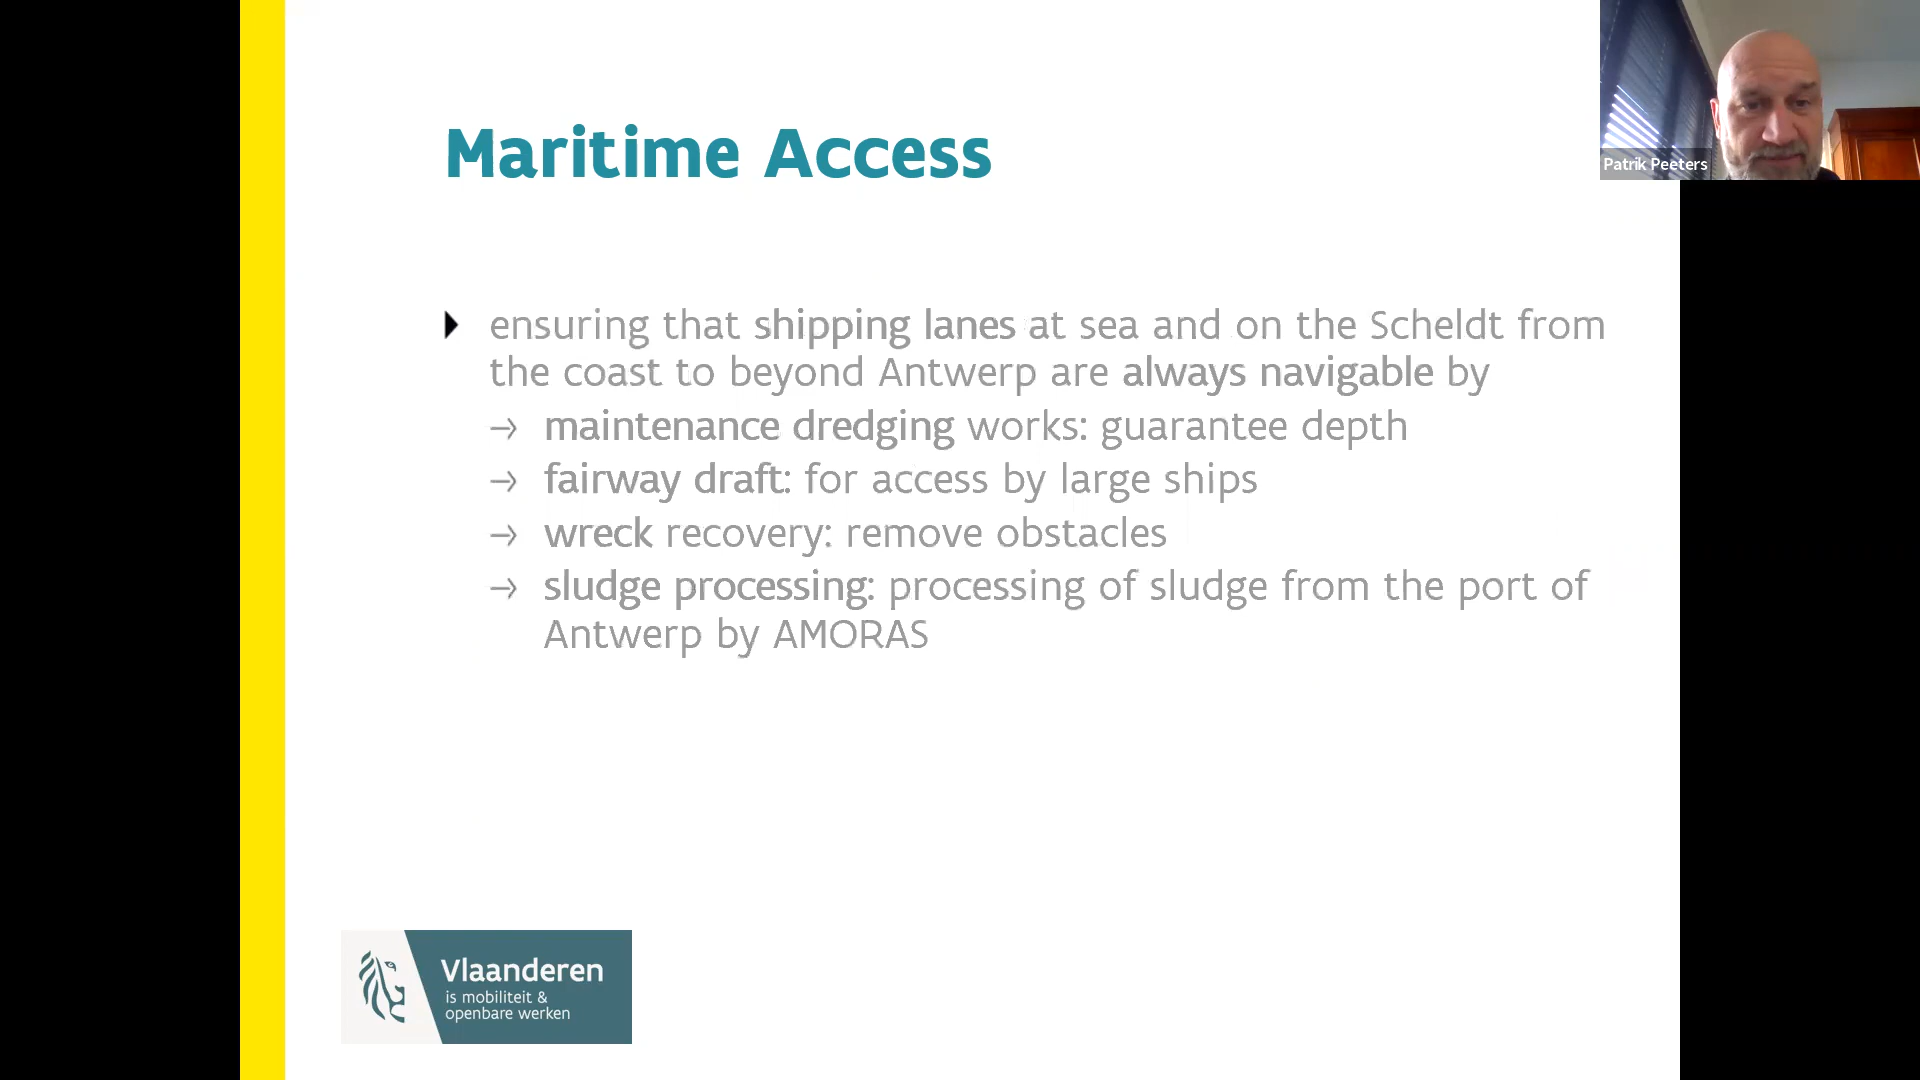 Maritime Access
Patrik Peeters
ensuring that shipping lanes at sea and on the Scheldt from
the coast to beyond Antwerp are always navigable by
→ maintenance dredging works: guarantee depth
→ fairway draft: for access by large ships
→ wreck recovery: remove obstacles
→ sludge processing: processing of sludge from the port of
Antwerp by AMORAS
Vlaanderen
is mobiliteit &
openbare werken